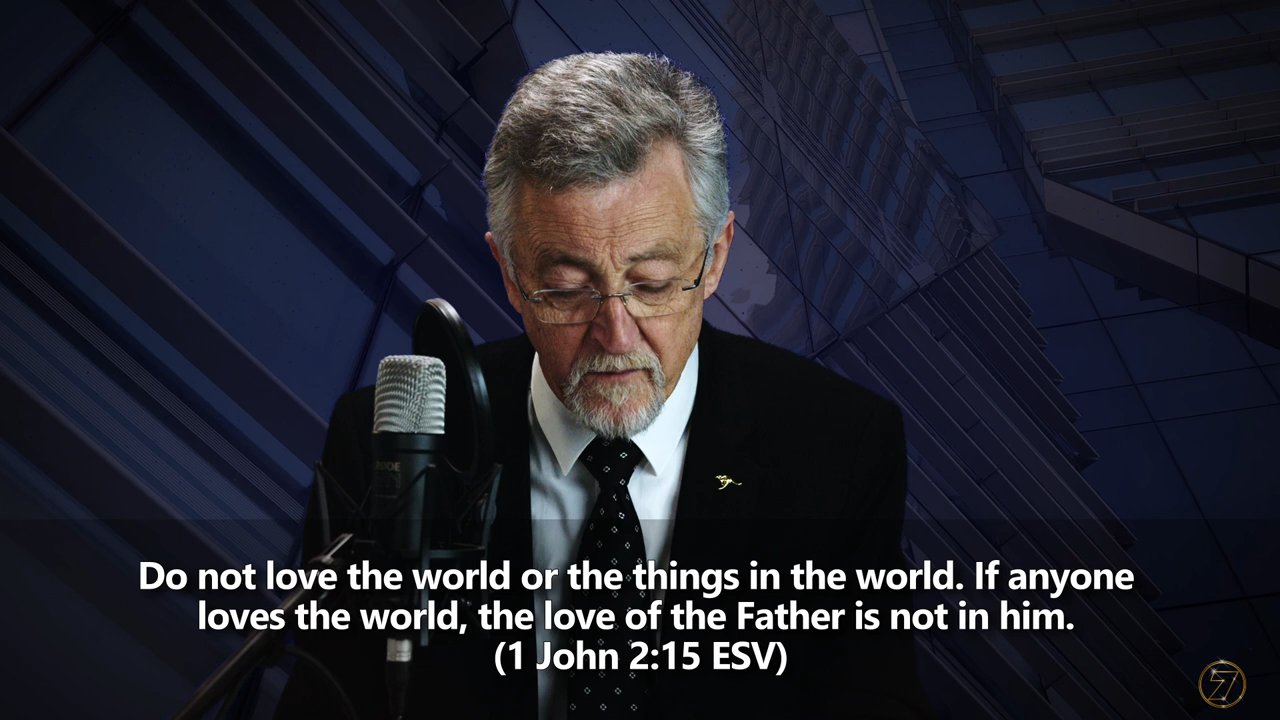 RODE
Do not love the world or the things in the world. If anyone
loves the world, the love of the Father is not in him.
(1 John 2:15 ESV)